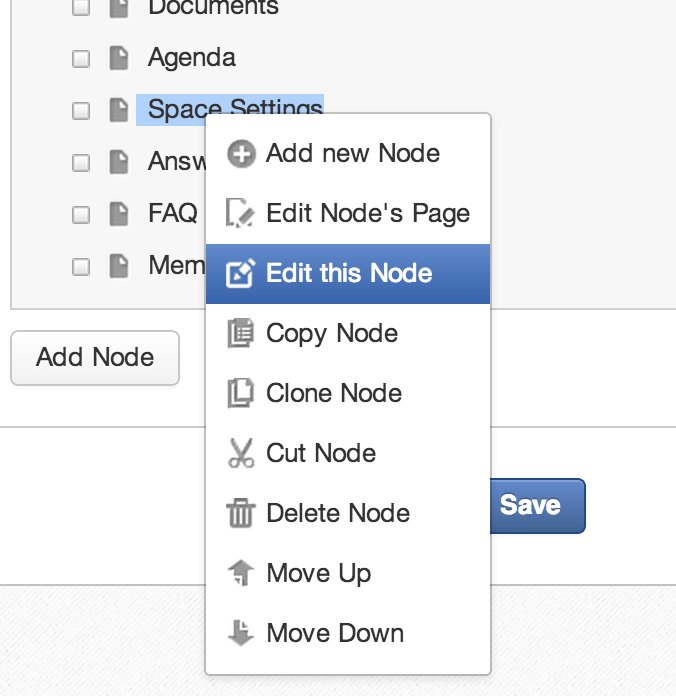 Documents
Agenda
Space Settings
Answ
FAQ
Mem
Add Node
Add new Node
Edit Node's Page
Edit this Node
Copy Node
Clone Node
Cut Node
Delete Node
Move Up
Move Down
Save